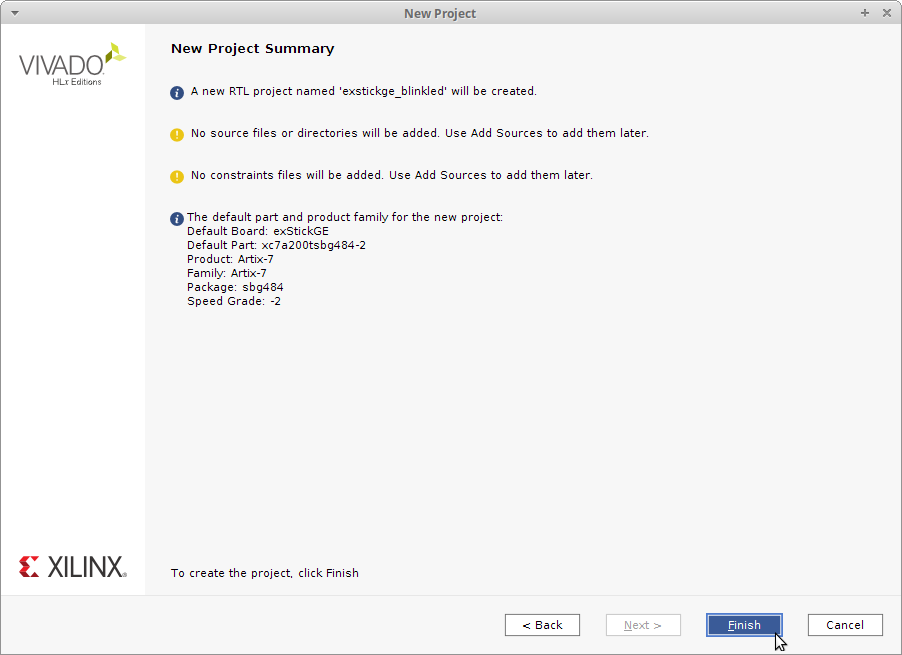 New Project
New Project Summary
VIVADO
HLx Editions
A new RTL project named 'exstickge_blinkled' will be created.
No source files or directories will be added. Use Add Sources to add them later.
No constraints files will be added. Use Add Sources to add them later.
The default part and product family for the new project:
Default Board: exStickGE
Default Part: xc7a200tsbg484-2
Product: Artix-7
Family: Artix-7
Package: sbg484
Speed Grade: -2
XILINX
To create the project, click Finish
< Back
Next >
Finish
Cancel